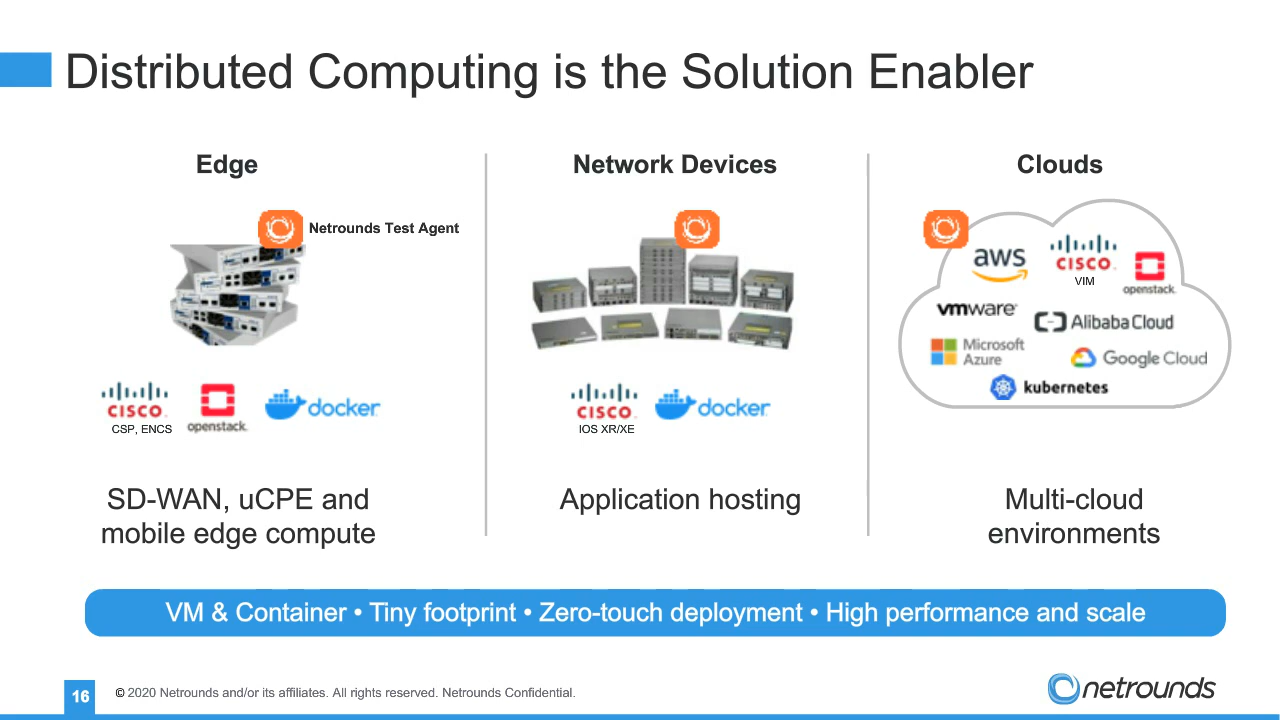 Distributed Computing is the Solution Enabler
Edge
Netrounds Test Agent
CISCO
CSP, ENCS
openstack.
docker
SD-WAN, uCPE and
mobile edge compute
Network Devices
CISCO
IOS XR/XE
docker
Application hosting
Clouds
aws
CISCO
VIM
openstack.
vmware
Alibaba Cloud
Microsoft
Azure
Google Cloud
kubernetes
Multi-cloud
environments
VM & Container • Tiny footprint • Zero-touch deployment • High performance and scale
16
© 2020 Netrounds and/or its affiliates. All rights reserved. Netrounds Confidential.
netrounds